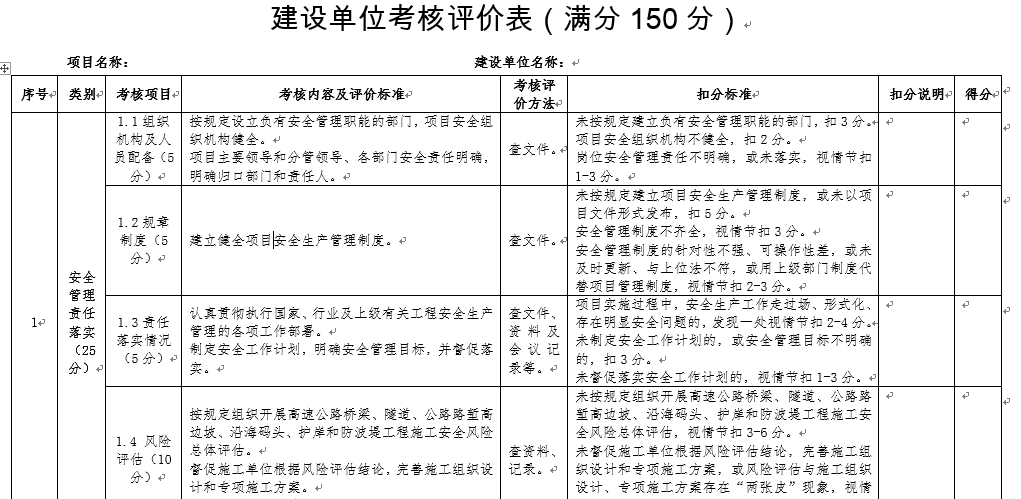 建设单位考核评价表（满分 150 分）
项目名称：
建设单位名称：
序号
类别
考核项目
考核内容及评价标准
考核评
价方法
扣分标准
扣分说明
得分
1
安全
管理
责任
落实
（25
分）
1.1 组织
机构及人
员配备（5
分）
按规定设立负有安全管理职能的部门，项目安全组
织机构健全。
项目主要领导和分管领导、各部门安全责任明确，
明确归口部门和责任人。
查文件。
未按规定建立负有安全管理职能的部门，扣 3 分。
项目安全组织机构不健全，扣 2 分。
岗位安全管理责任不明确，或未落实，视情节扣
1-3 分。
1.2 规章
制度（5
分）
建立健全项目安全生产管理制度。
查文件。
未按规定建立项目安全生产管理制度，或未以项
目文件形式发布，扣 5 分。
安全管理制度不齐全，视情节扣 3 分。
安全管理制度的针对性不强、可操作性差，或未
及时更新、与上位法不符，或用上级部门制度代
替项目管理制度，视情节扣 2-3 分。
1.3 责任
落实情况
（5 分）
认真贯彻执行国家、行业及上级有关工程安全生产
管理的各项工作部署。
制定安全工作计划，明确安全管理目标，并督促落
实。
查文件、
资料及
会议记
录等。
项目实施过程中，安全生产工作走过场、形式化、
存在明显安全问题的，发现一处视情节扣 2-4 分。
未制定安全工作计划的，或安全管理目标不明确
的，扣 3 分。
未督促落实安全工作计划的，视情节扣 1-3 分。
1.4 风险
评估（10
分）
按规定组织开展高速公路桥梁、隧道、公路路堑高
边坡、沿海码头、护岸和防波堤工程施工安全风险
总体评估。
督促施工单位根据风险评估结论，完善施工组织设
计和专项施工方案。
查资料、
记录。
未按规定组织开展高速公路桥梁、隧道、公路路
堑高边坡、沿海码头、护岸和防波堤工程施工安
全风险总体评估，视情节扣 3-6 分。
未督促施工单位根据风险评估结论，完善施工组
织设计和专项施工方案，或风险评估与施工组织
设计、专项施工方案存在“两张皮”现象，视情